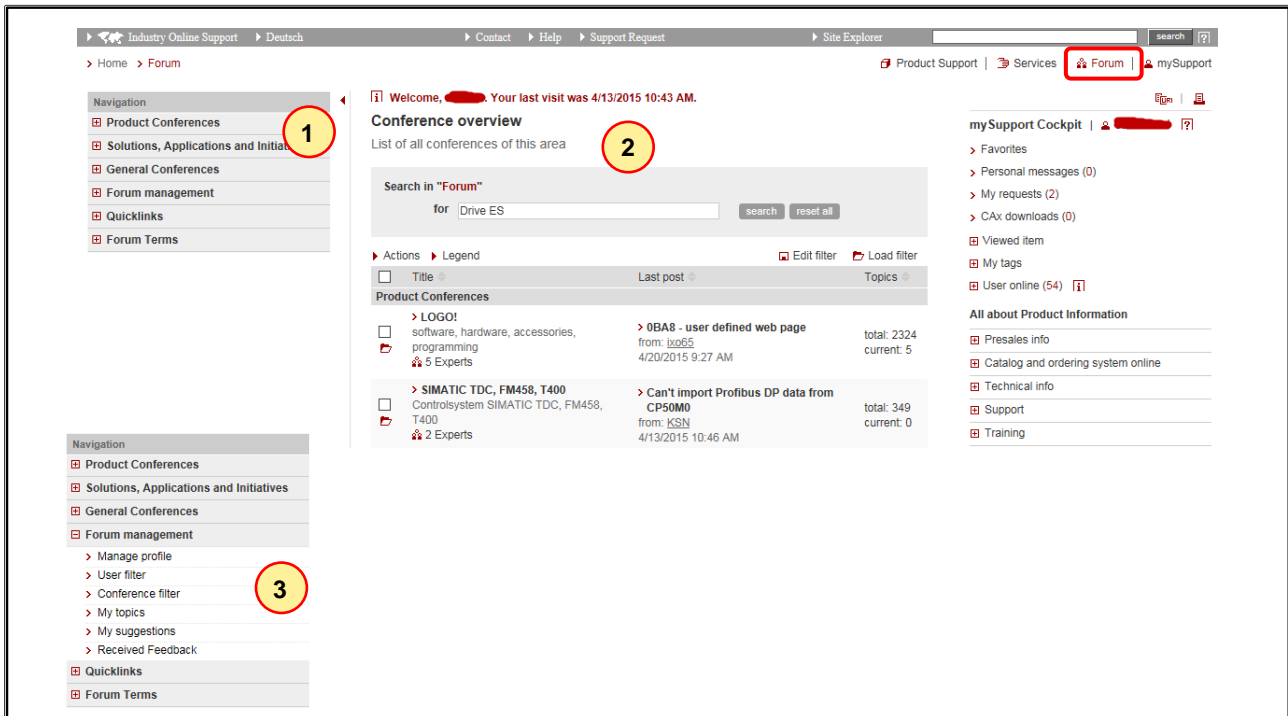 Industry Online Support Deutsch Contact Help Support Request Site Explorer search [?]
> Home > Forum Product Support | Services Forum | mySupport
Navigation
Product Conferences
Solutions, Applications and
General Conferences
Forum management
Quicklinks
Forum Terms
1
Welcome, . Your last visit was 4/13/2015 10:43 AM.
Conference overview
List of all conferences of this area
2
Search in "Forum"
for Drive ES search reset all
Actions Legend Edit filter Load filter
Title Last post Topics
Product Conferences
> LOGO!
software, hardware, accessories,
programming
5 Experts
> 0BA8 - user defined web page
from: ixo65
4/20/2015 9:27 AM
total: 2324
current: 5
> SIMATIC TDC, FM458, T400
Controlsystem SIMATIC TDC, FM458,
T400
2 Experts
> Can't import Profibus DP data from
CP50M0
from: KSN
4/13/2015 10:46 AM
total: 349
current: 0
URI
mySupport Cockpit | [?]
> Favorites
> Personal messages (0)
> My requests (2)
> CAx downloads (0)
Viewed item
My tags
User online (54)
All about Product Information
Presales info
Catalog and ordering system online
Technical info
Support
Training
Navigation
Product Conferences
Solutions, Applications and Initiatives
General Conferences
Forum management
> Manage profile
> User filter
> Conference filter
> My topics
> My suggestions
> Received Feedback
Quicklinks
Forum Terms
3